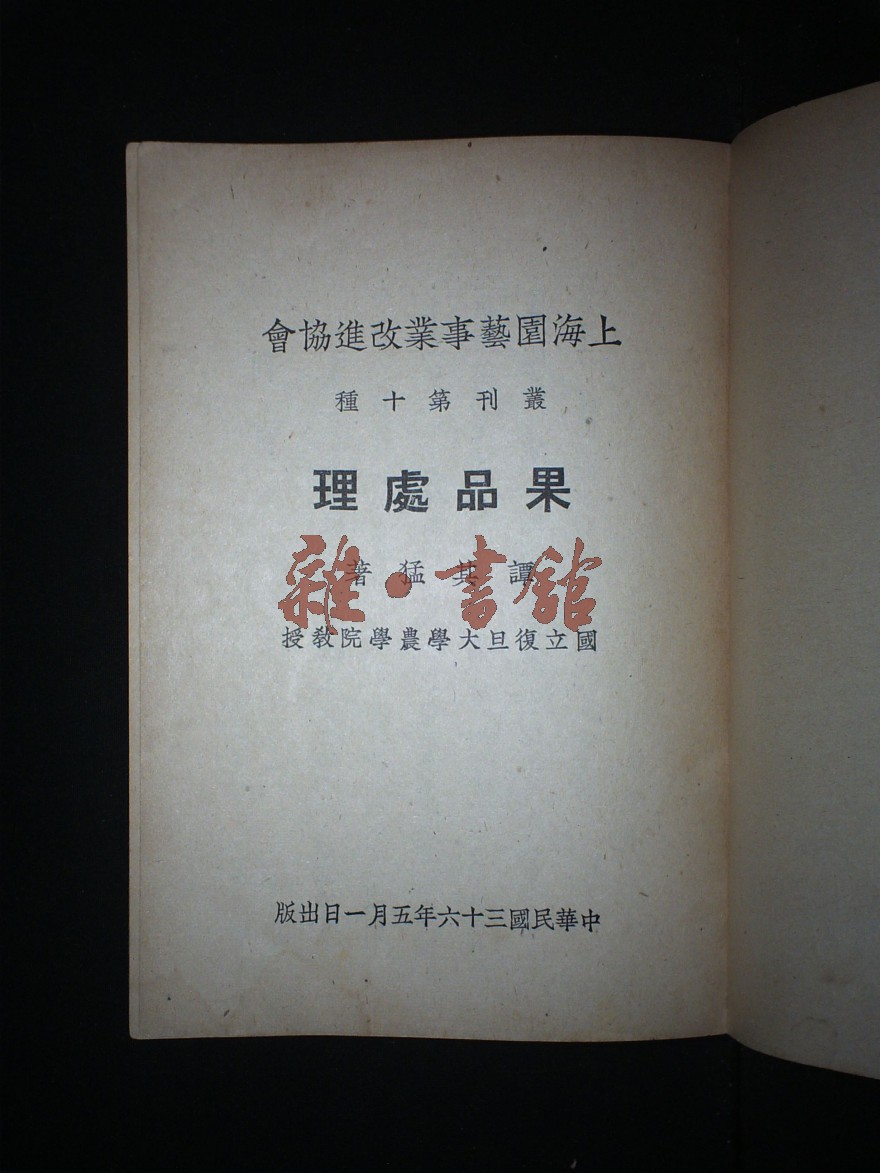 上海園藝事業改進協會
叢刊第十種
果品處理
譚其猛著
雜·書館
國立復旦大學農學院教授
中華民國三十六年五月一日出版